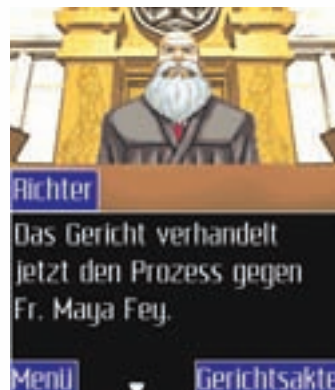 Richter
Das Gericht verhandelt
jetzt den Prozess gegen
Fr. Maya Fey.
Menü
Gerichtsakte